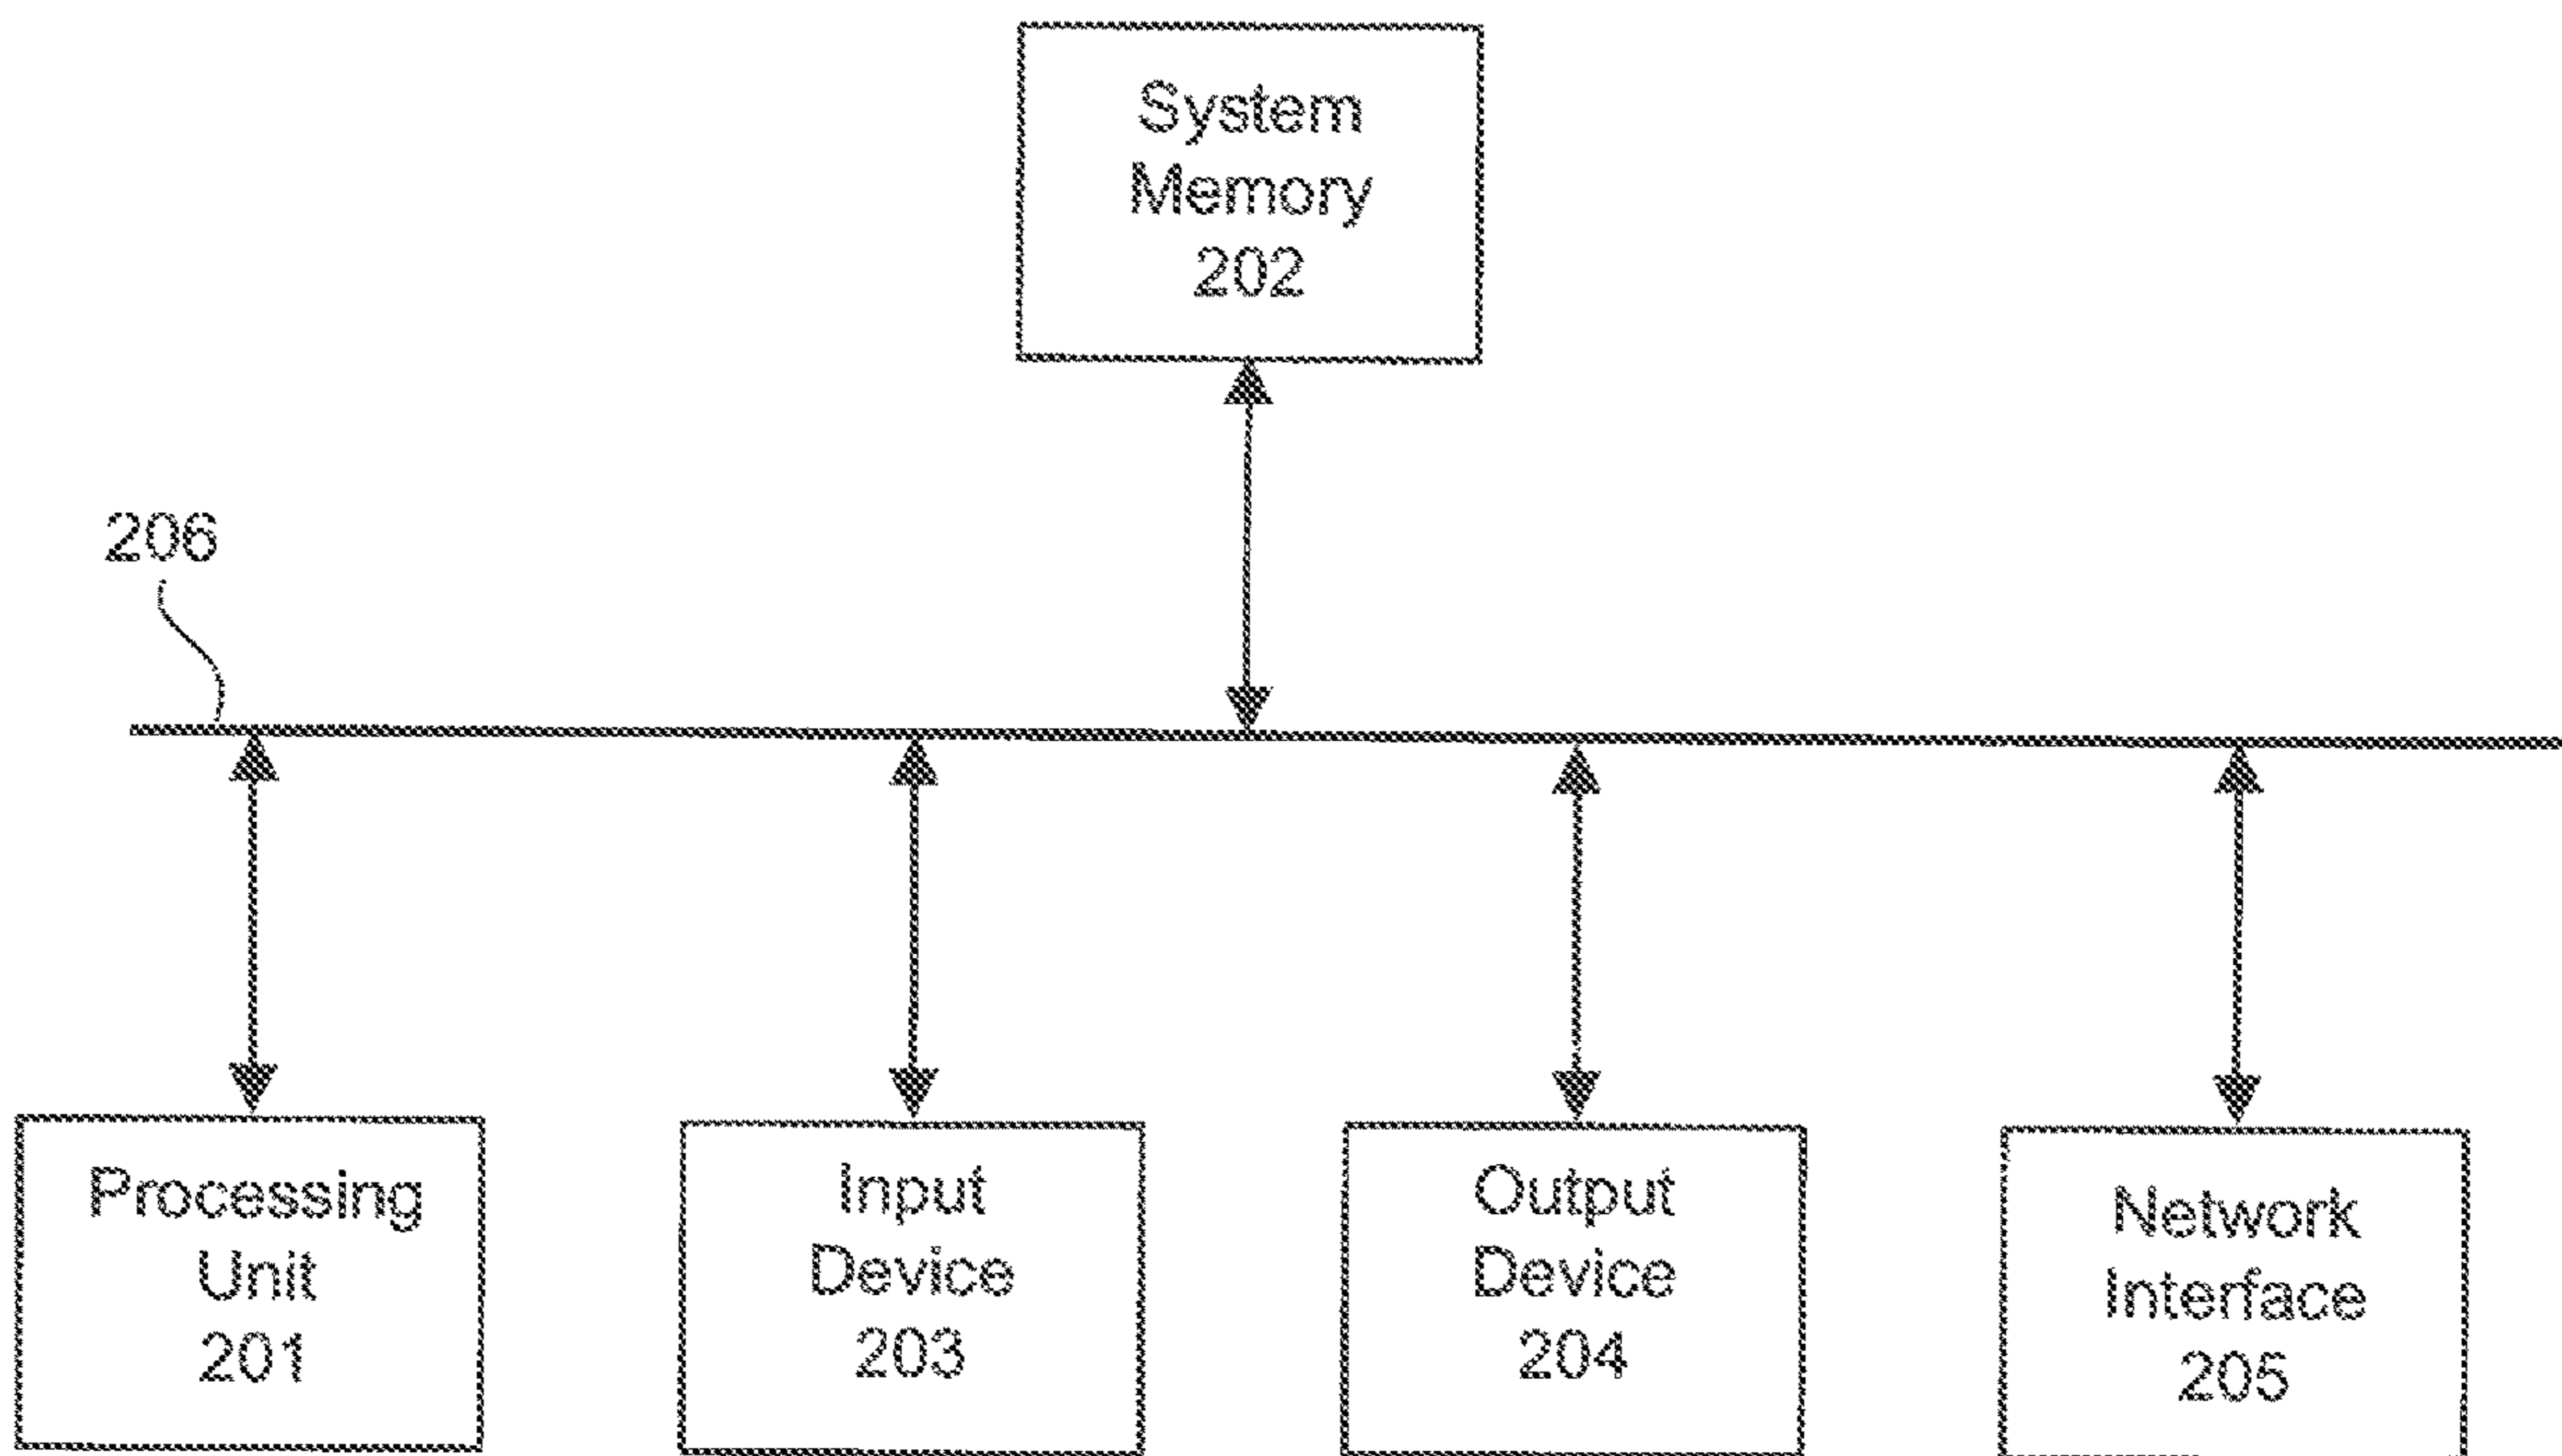 System
Memory
202
206
Processing
Unit
201
Input
Device
203
Output
Device
204
Network
Interface
205